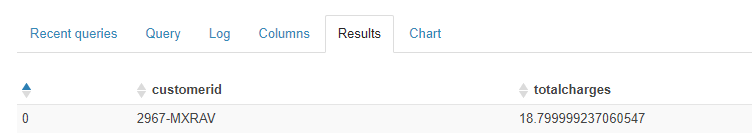 Recent queries Query Log Columns Results Chart
customerid totalcharges
0 2967-MXRAV 18.799999237060547